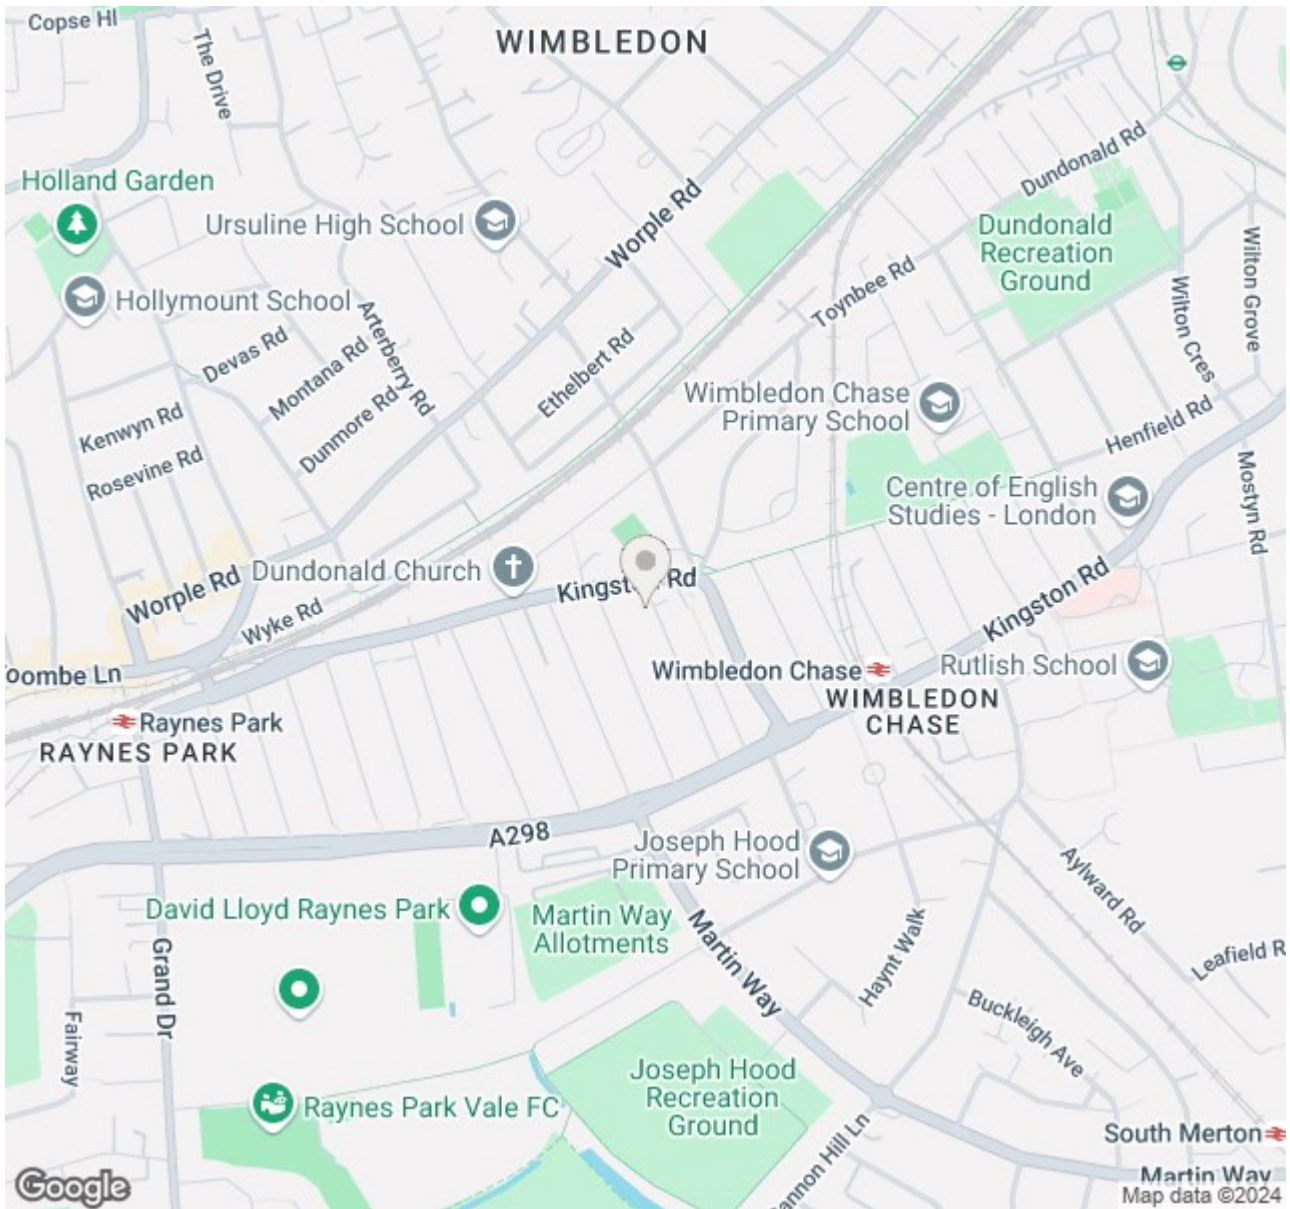 Copse Hl
WIMBLEDON
The Drive
Dundonald Rd
Holland Garden
Ursuline High School
Worple Rd
Dundonald
Recreation
Ground
Wilton Grove
Toynbee Rd
Wilton Cres
Hollymount School
Arterberry Rd
Devas Rd
Montana Rd
Ethelbert Rd
Wimbledon Chase
Primary School
Dunmore Rd
Kenwyn Rd
Henfield Rd
Rosevine Rd
Mostyn Rd
Centre of English
Studies - London
Dundonald Church
Kingston Rd
Worple Rd
Wyke Rd
Kingston Rd
oombe Ln
Wimbledon Chase
Rutlish School
WIMBLEDON
CHASE
Raynes Park
RAYNES PARK
A298
Joseph Hood
Primary School
Aylward Rd
David Lloyd Raynes Park
Martin Way
Allotments
Martin Way
Haynt Walk
Leafield R
Grand Dr
Fairway
Buckleigh Ave
Joseph Hood
Recreation
Ground
Raynes Park Vale FC
South Merton
annon Hill Ln
Martin Way
Google
Map data ©2024